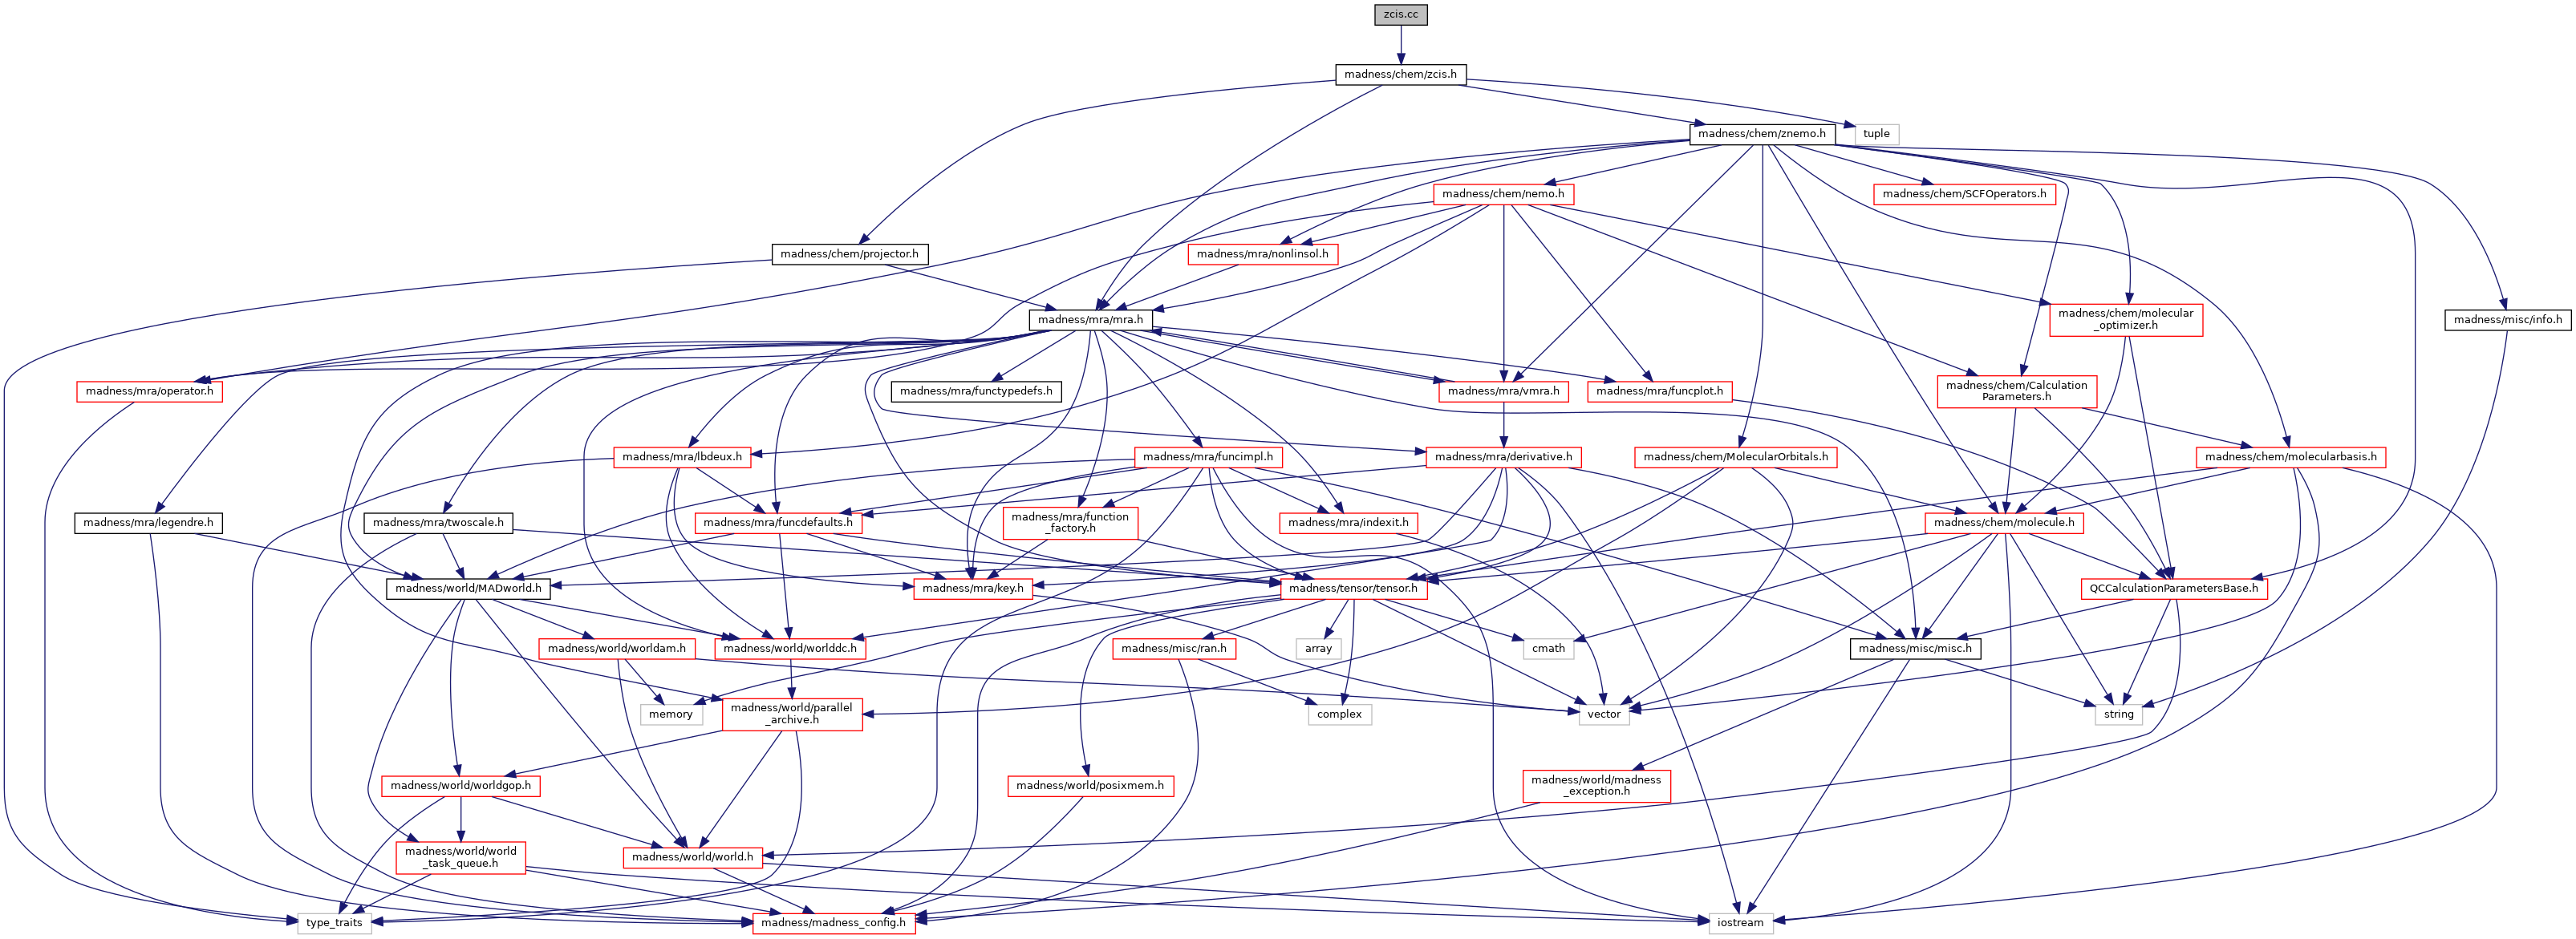 zcis.cc
madness/chem/zcis.h
madness/chem/znemo.h
tuple
madness/chem/nemo.h
madness/chem/SCFOperators.h
madness/chem/projector.h
madness/mra/nonlinsol.h
madness/mra/mra.h
madness/chem/molecular
_optimizer.h
madness/misc/info.h
madness/mra/operator.h
madness/mra/functypedefs.h
madness/mra/vmra.h
madness/mra/funcplot.h
madness/chem/Calculation
Parameters.h
madness/mra/lbdeux.h
madness/mra/funcimpl.h
madness/mra/derivative.h
madness/chem/MolecularOrbitals.h
madness/chem/molecularbasis.h
madness/mra/legendre.h
madness/mra/twoscale.h
madness/mra/funcdefaults.h
madness/mra/function
_factory.h
madness/mra/indexit.h
madness/chem/molecule.h
madness/world/MADworld.h
madness/mra/key.h
madness/tensor/tensor.h
QCCalculationParametersBase.h
madness/world/worldam.h
madness/world/worlddc.h
madness/misc/ran.h
array
cmath
madness/misc/misc.h
memory
madness/world/parallel
_archive.h
complex
vector
string
madness/world/worldgop.h
madness/world/posixmem.h
madness/world/madness
_exception.h
madness/world/world
_task_queue.h
madness/world/world.h
type_traits
madness/madness_config.h
iostream